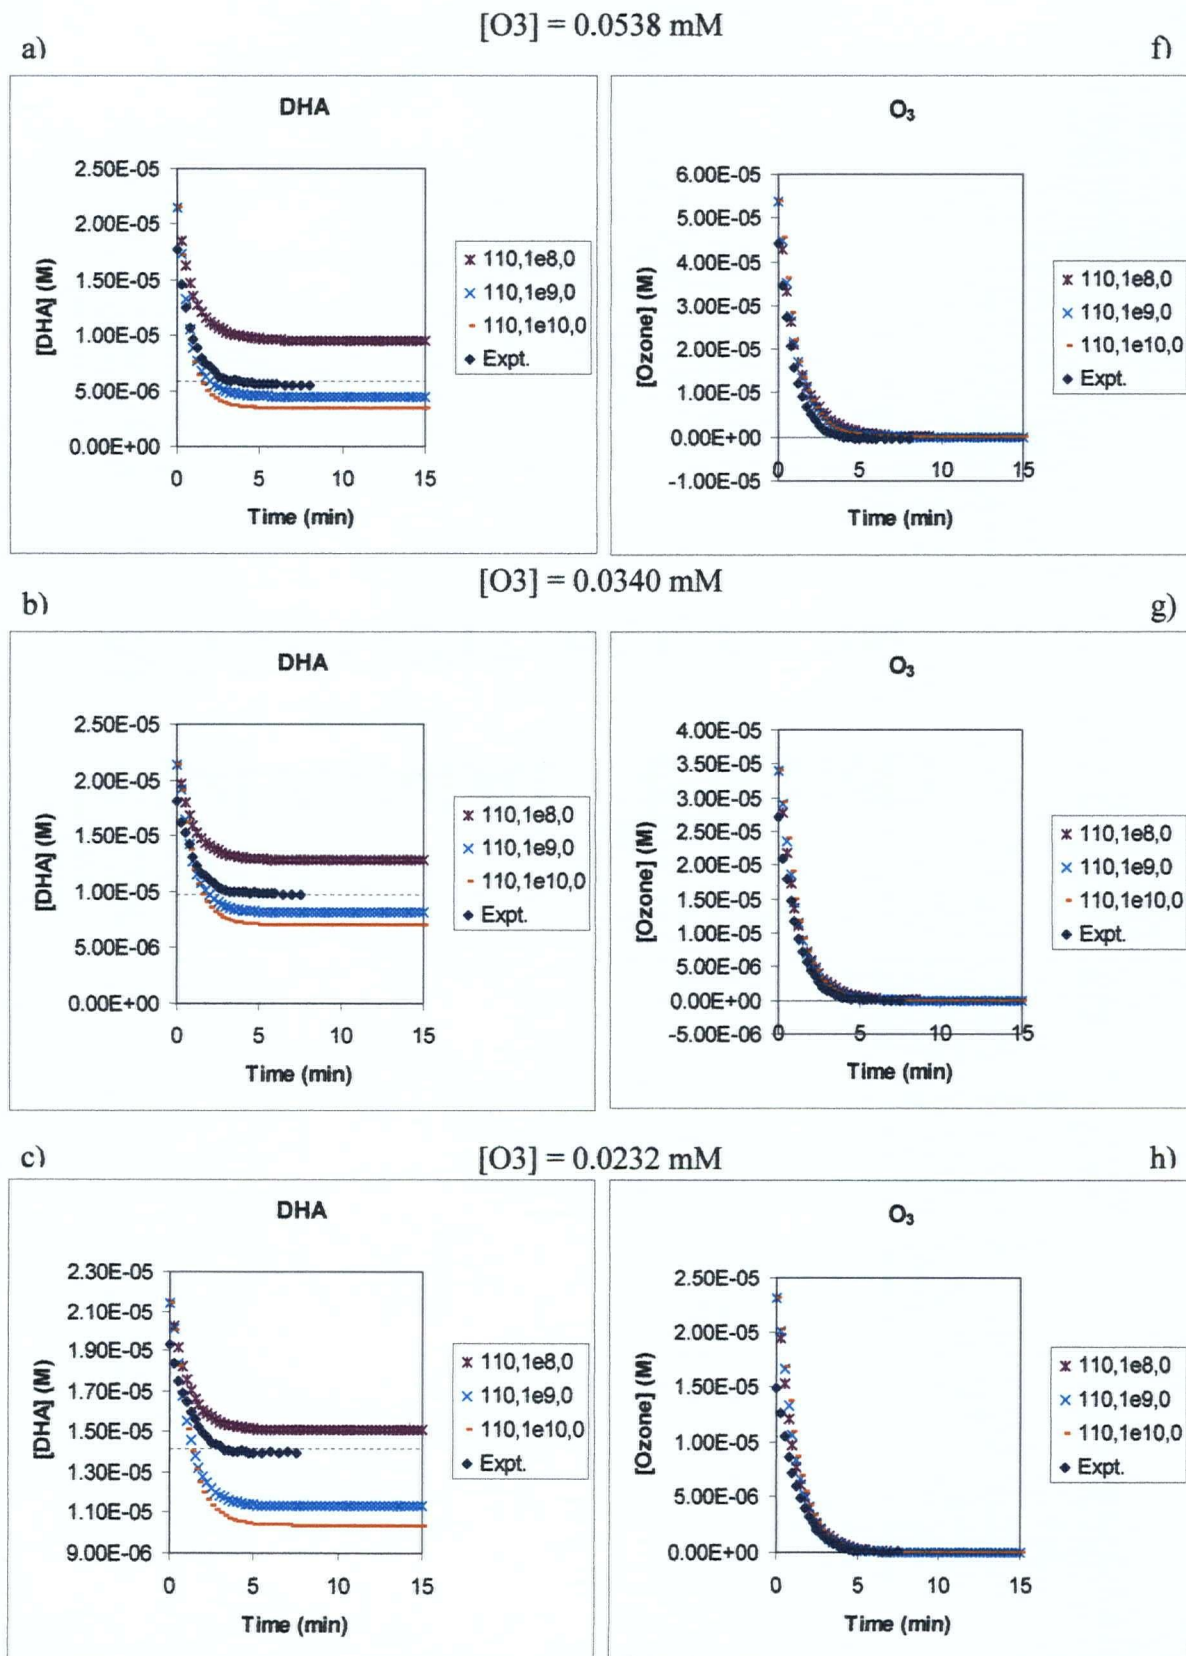 [O3] = 0.0538 mM
a)
f)
DHA
2.50E-05
2.00E-05
1.50E-05
1.00E-05
5.00E-06
0.00E+00
[DHA] (M)
0 5 10 15
Time (min)
110,1e8,0
110,1e9,0
110,1e10,0
Expt.
O₃
6.00E-05
5.00E-05
4.00E-05
3.00E-05
2.00E-05
1.00E-05
0.00E+00
-1.00E-05
[Ozone] (M)
0 5 10 15
Time (min)
110,1e8,0
110,1e9,0
110,1e10,0
Expt.
[O3] = 0.0340 mM
b)
g)
DHA
2.50E-05
2.00E-05
1.50E-05
1.00E-05
5.00E-06
0.00E+00
[DHA] (M)
0 5 10 15
Time (min)
110,1e8,0
110,1e9,0
110,1e10,0
Expt.
O₃
4.00E-05
3.50E-05
3.00E-05
2.50E-05
2.00E-05
1.50E-05
1.00E-05
5.00E-06
0.00E+00
-5.00E-06
[Ozone] (M)
0 5 10 15
Time (min)
110,1e8,0
110,1e9,0
110,1e10,0
Expt.
[O3] = 0.0232 mM
c)
h)
DHA
2.30E-05
2.10E-05
1.90E-05
1.70E-05
1.50E-05
1.30E-05
1.10E-05
9.00E-06
[DHA] (M)
0 5 10 15
Time (min)
110,1e8,0
110,1e9,0
110,1e10,0
Expt.
O₃
2.50E-05
2.00E-05
1.50E-05
1.00E-05
5.00E-06
0.00E+00
[Ozone] (M)
0 5 10 15
Time (min)
110,1e8,0
110,1e9,0
110,1e10,0
Expt.